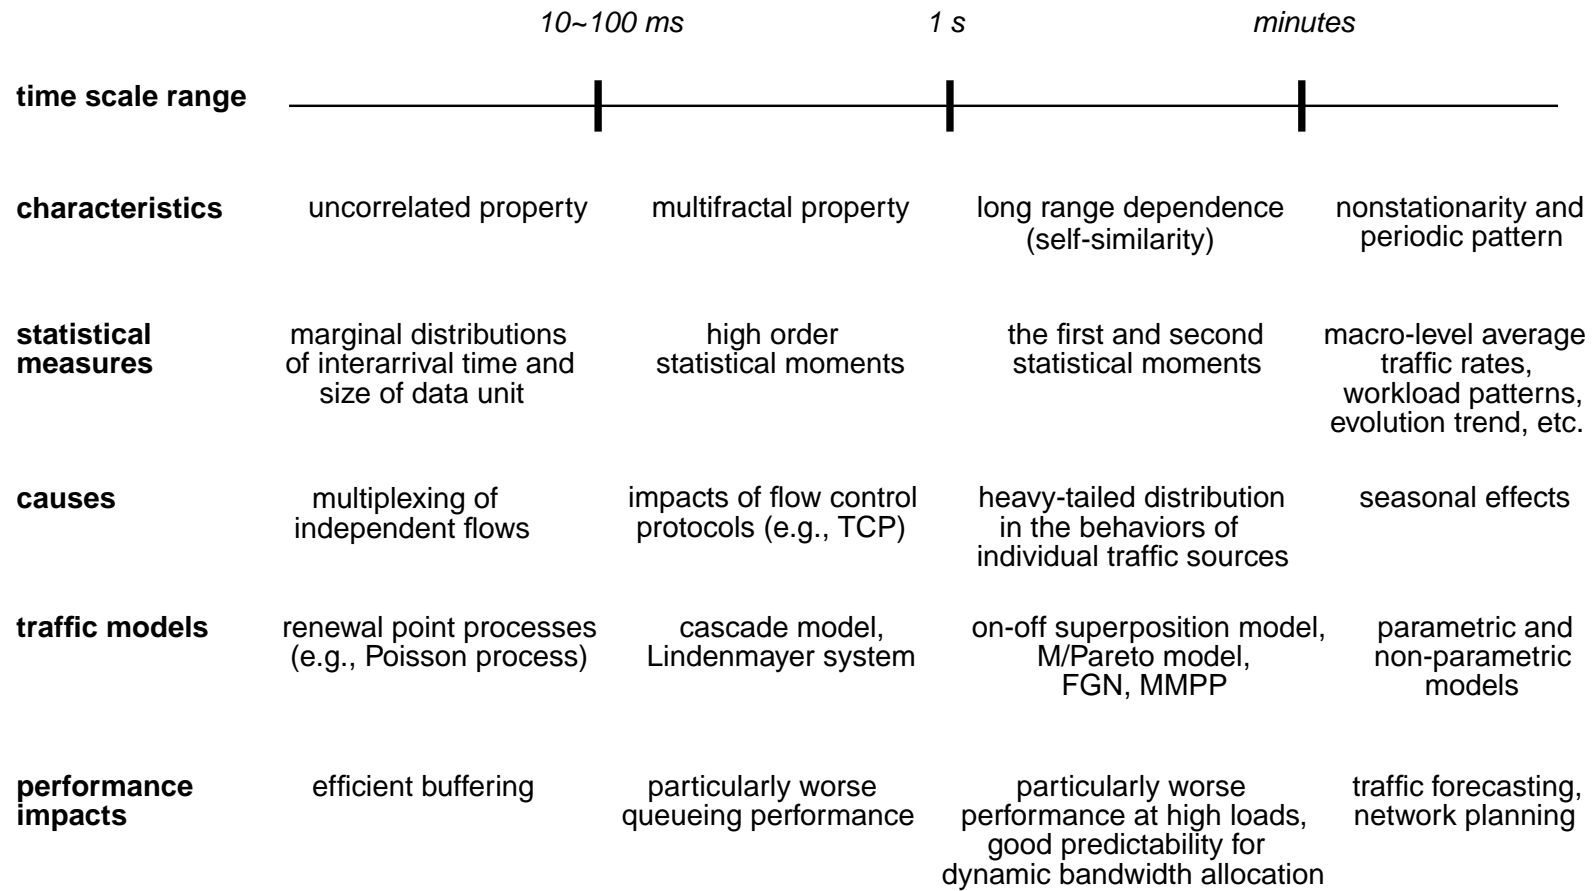 10~100 ms 1 s minutes
time scale range
characteristics uncorrelated property multifractal property long range dependence nonstationarity and
(self-similarity) periodic pattern
statistical marginal distributions high order the first and second macro-level average
measures of interarrival time and statistical moments statistical moments traffic rates,
size of data unit workload patterns,
evolution trend, etc.
causes multiplexing of impacts of flow control heavy-tailed distribution seasonal effects
independent flows protocols (e.g., TCP) in the behaviors of
individual traffic sources
traffic models renewal point processes cascade model, on-off superposition model, parametric and
(e.g., Poisson process) Lindenmayer system M/Pareto model, non-parametric
FGN, MMPP models
performance efficient buffering particularly worse particularly worse traffic forecasting,
impacts queueing performance performance at high loads, network planning
good predictability for
dynamic bandwidth allocation